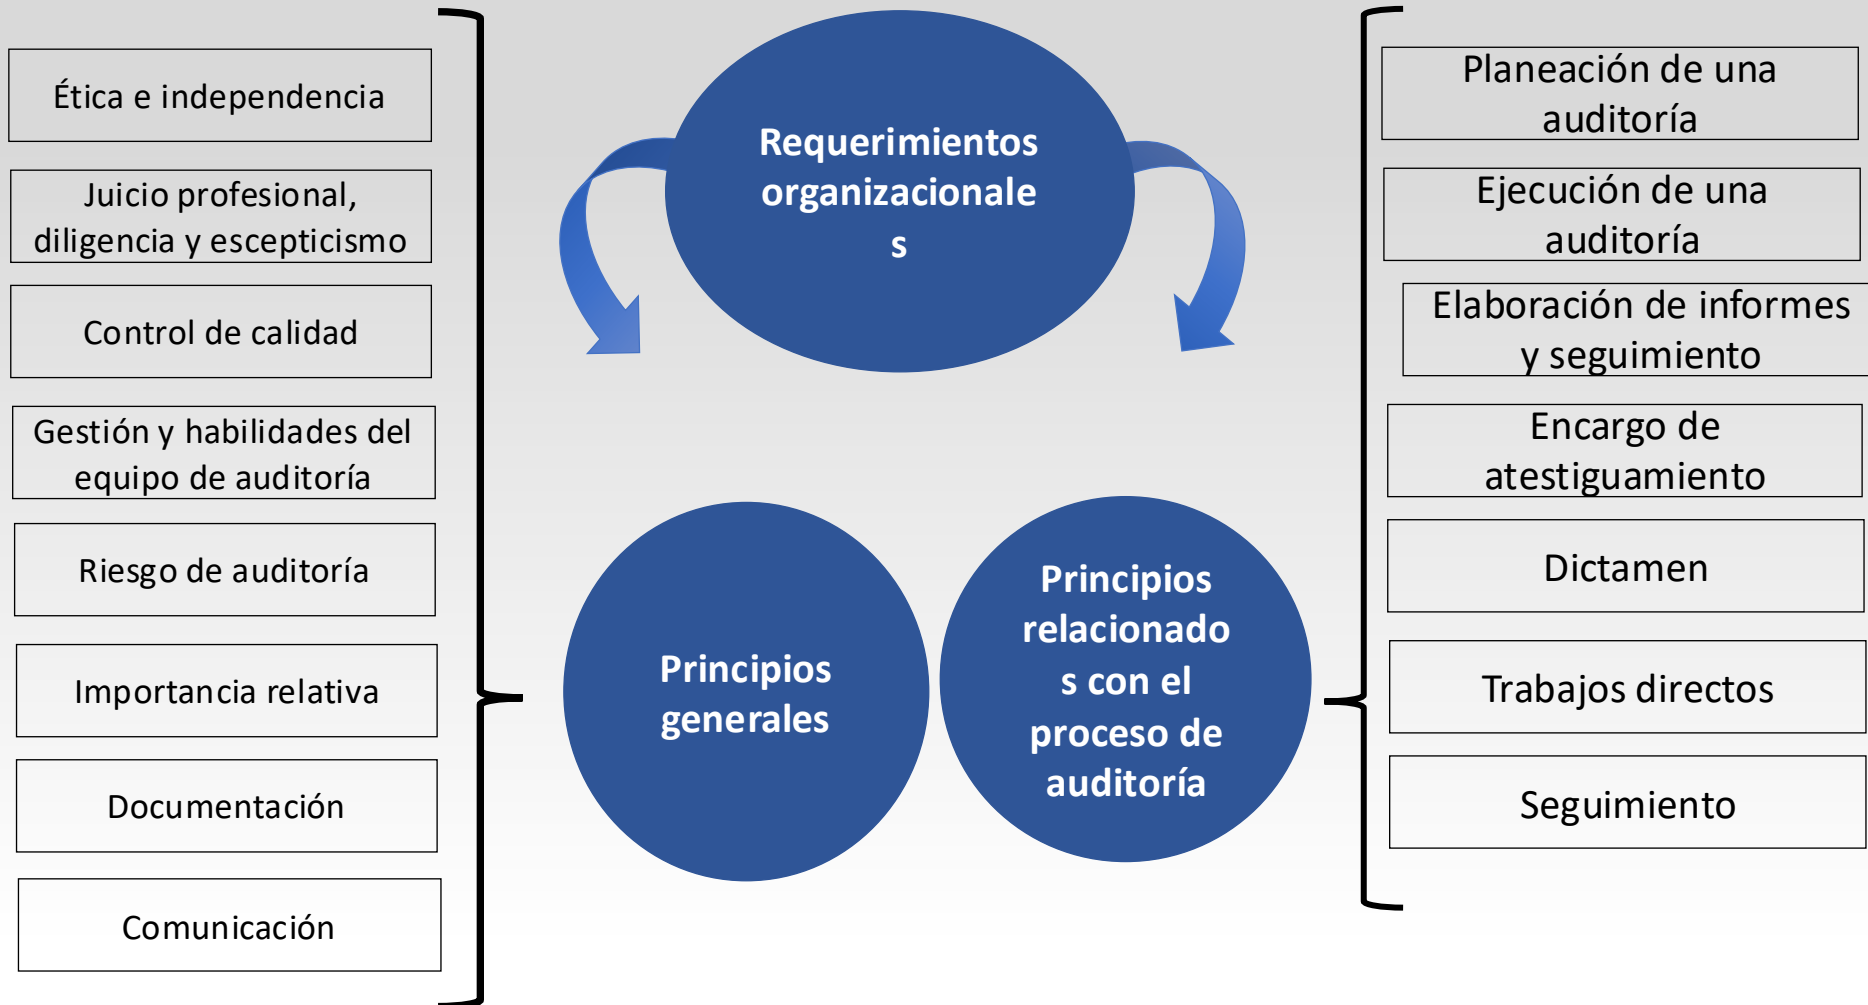 Ética e independencia
Juicio profesional,
diligencia y escepticismo
Control de calidad
Gestión y habilidades del
equipo de auditoría
Riesgo de auditoría
Importancia relativa
Documentación
Comunicación
Requerimientos
organizacionale
s
Principios
generales
Principios
relacionado
s con el
proceso de
auditoría
Planeación de una
auditoría
Ejecución de una
auditoría
Elaboración de informes
y seguimiento
Encargo de
atestiguamiento
Dictamen
Trabajos directos
Seguimiento